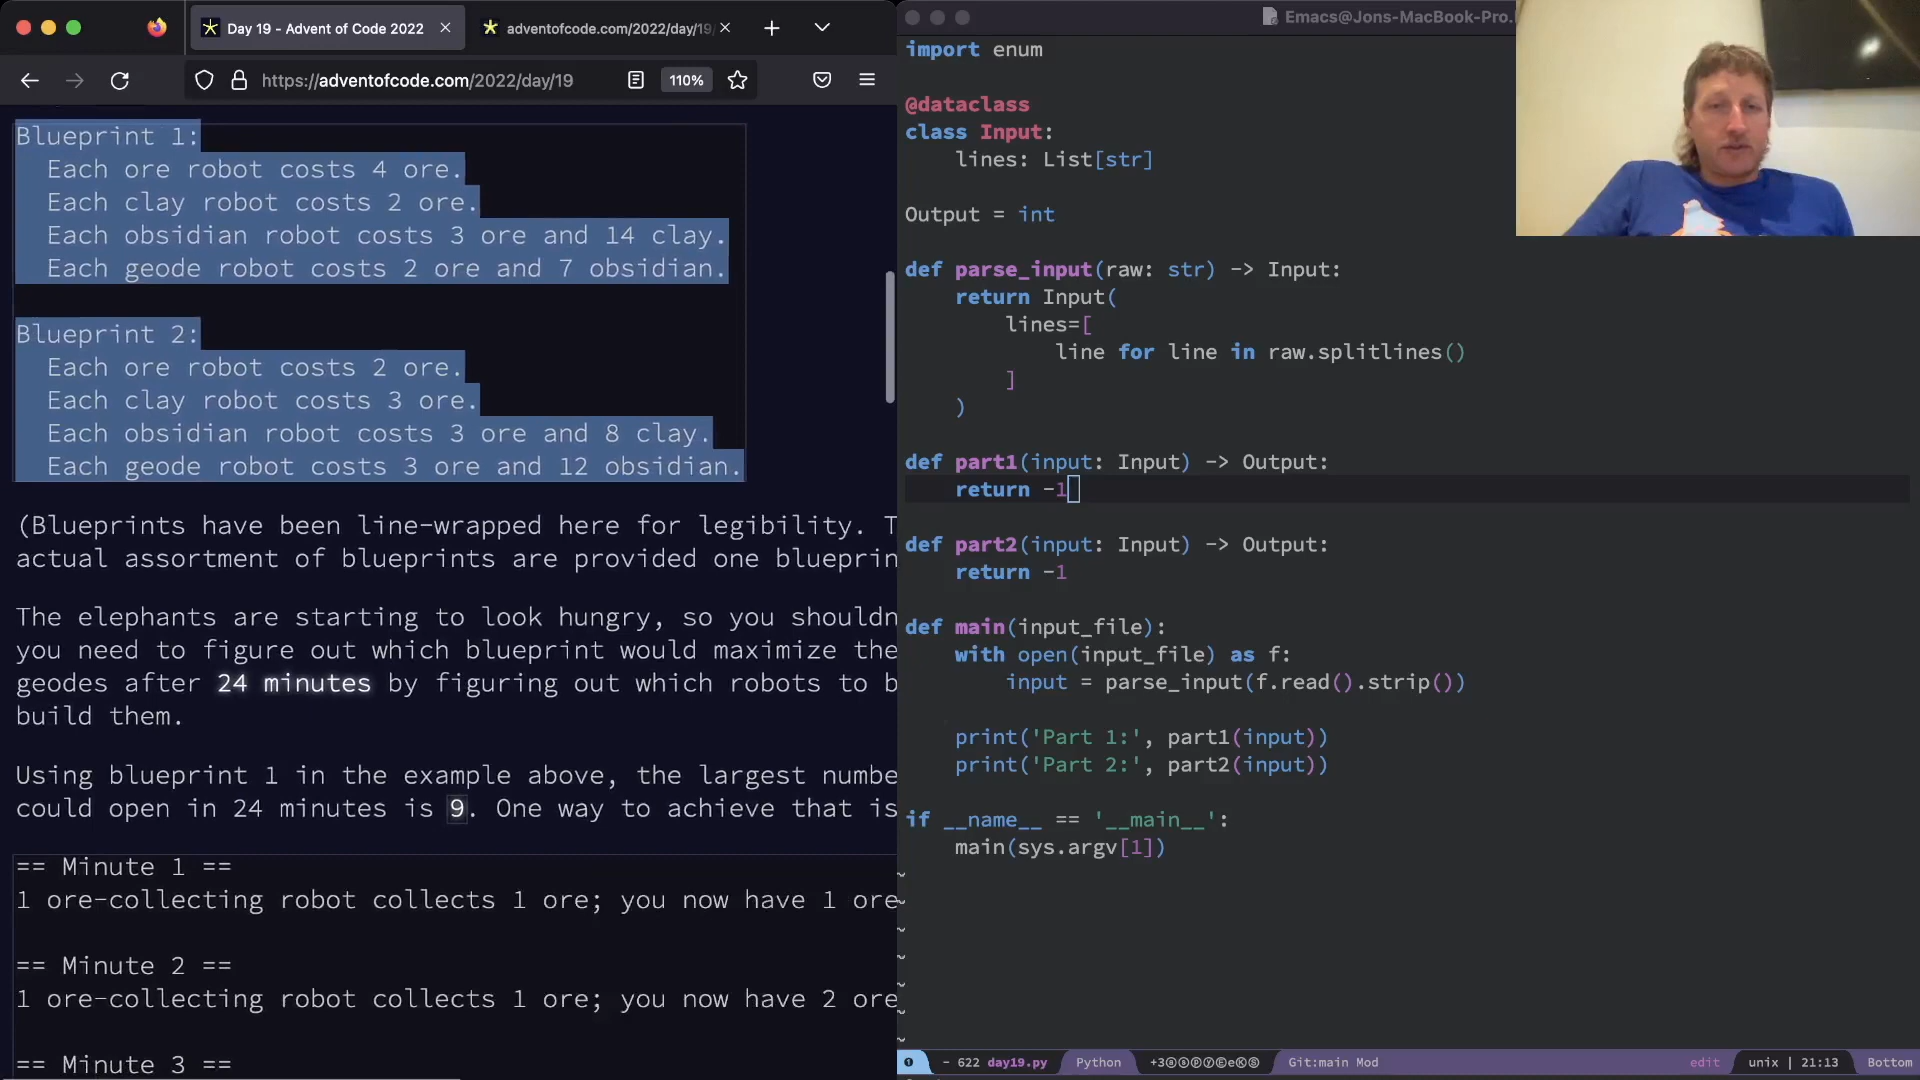 Day 19 - Advent of Code 2022
adventofcode.com/2022/day/19
https://adventofcode.com/2022/day/19
110%
Blueprint 1:
Each ore robot costs 4 ore.
Each clay robot costs 2 ore.
Each obsidian robot costs 3 ore and 14 clay.
Each geode robot costs 2 ore and 7 obsidian.
Blueprint 2:
Each ore robot costs 2 ore.
Each clay robot costs 3 ore.
Each obsidian robot costs 3 ore and 8 clay.
Each geode robot costs 3 ore and 12 obsidian.
(Blueprints have been line-wrapped here for legibility. T
actual assortment of blueprints are provided one blueprin
The elephants are starting to look hungry, so you shouldn
you need to figure out which blueprint would maximize the
geodes after 24 minutes by figuring out which robots to b
build them.
Using blueprint 1 in the example above, the largest numbe
could open in 24 minutes is 9. One way to achieve that is
== Minute 1 ==
1 ore-collecting robot collects 1 ore; you now have 1 ore
== Minute 2 ==
1 ore-collecting robot collects 1 ore; you now have 2 ore
== Minute 3 ==
Emacs@Jons-MacBook-Pro.
import enum
@dataclass
class Input:
lines: List[str]
Output = int
def parse_input(raw: str) -> Input:
return Input(
lines=[
line for line in raw.splitlines()
]
)
def part1(input: Input) -> Output:
return -1
def part2(input: Input) -> Output:
return -1
def main(input_file):
with open(input_file) as f:
input = parse_input(f.read().strip())
print('Part 1:', part1(input))
print('Part 2:', part2(input))
if __name__ == '__main__':
main(sys.argv[1])
~
~
~
~
~
~
~
- 622 day19.py Python Git:main Mod edit unix | 21:13 Bottom